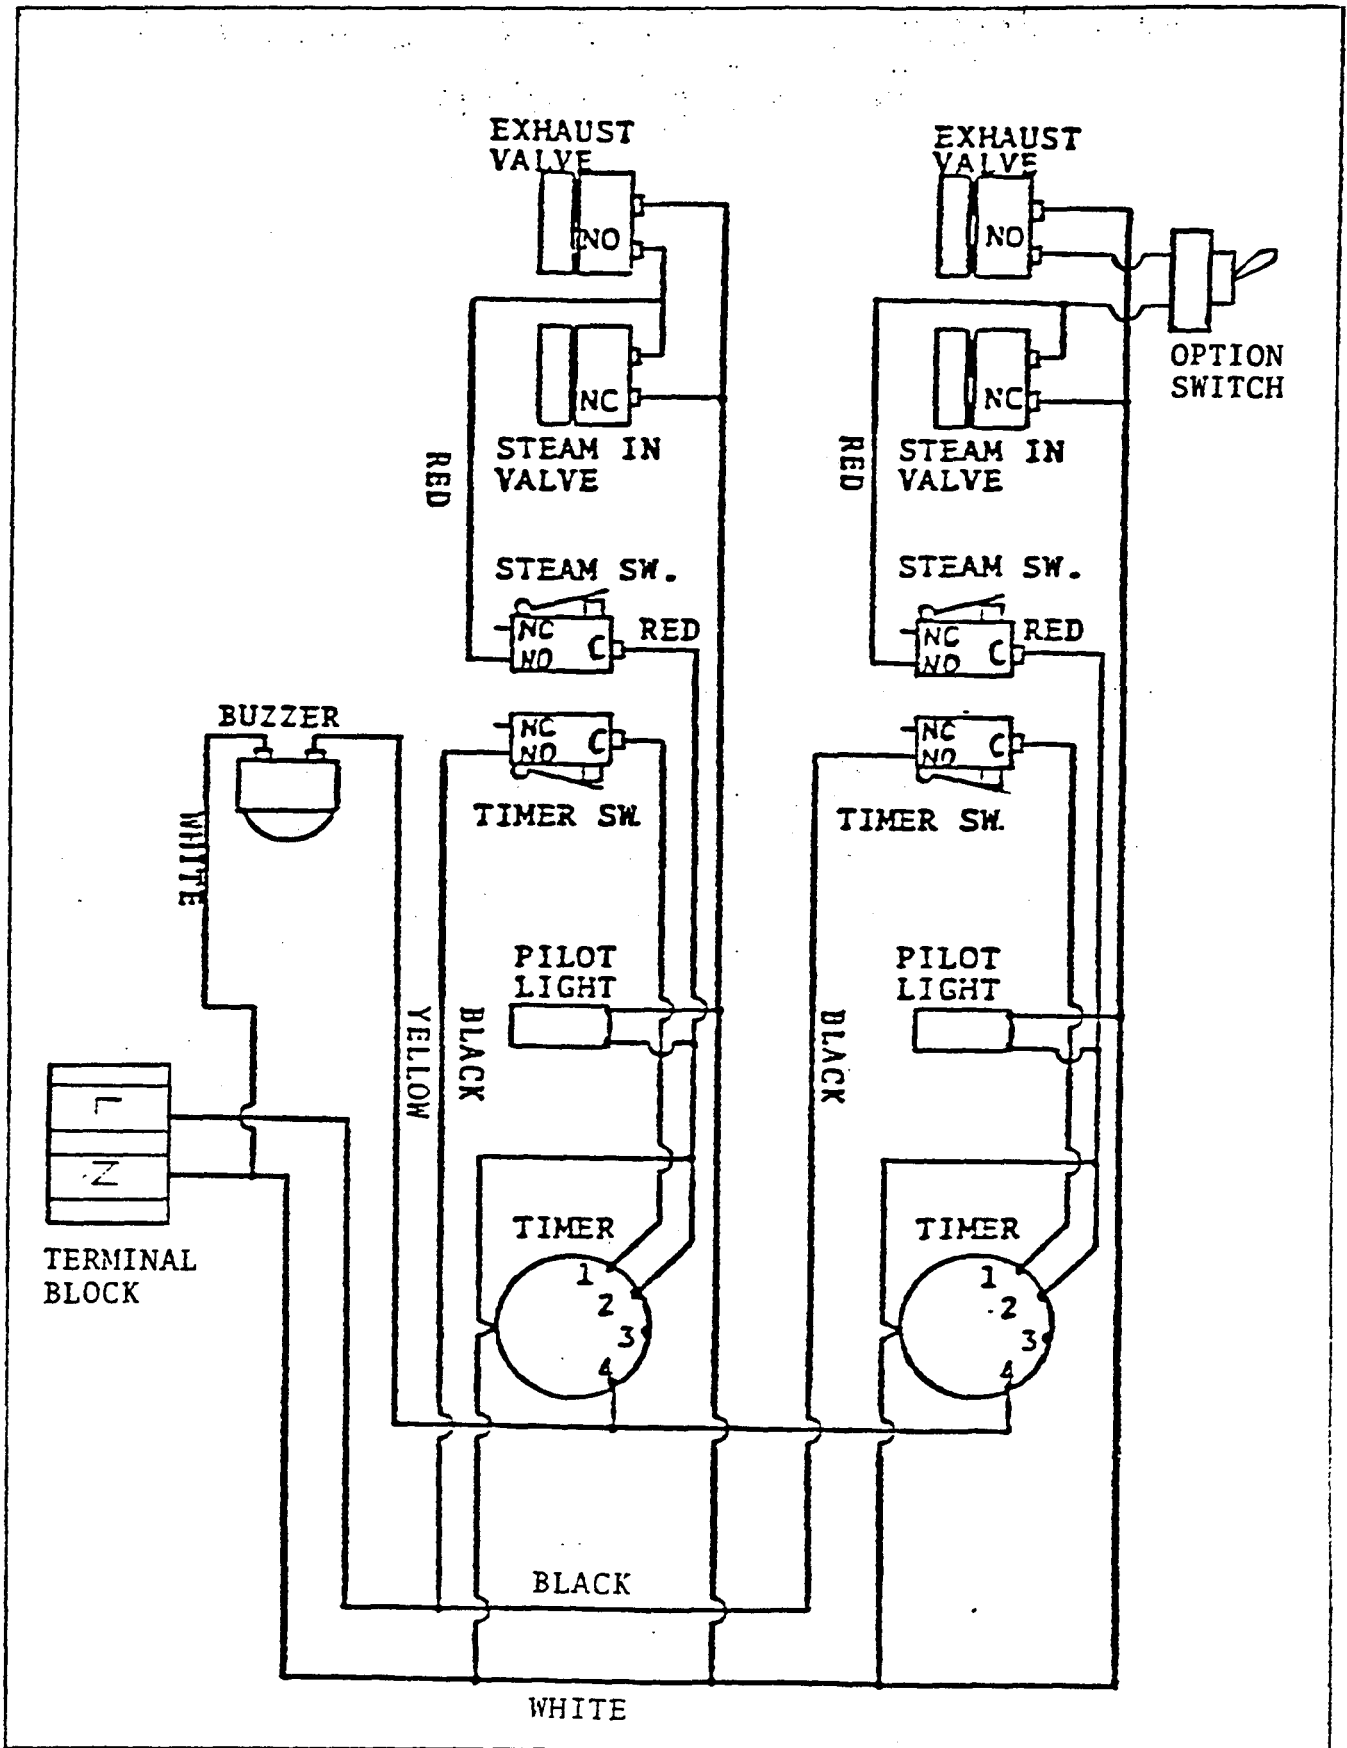 EXHAUST
VALVE
NO
EXHAUST
VALVE
NO
OPTION
SWITCH
NC
STEAM IN
VALVE
RED
NC
STEAM IN
VALVE
RED
STEAM SW.
NC
NO
C
RED
STEAM SW.
NC
NO
C
RED
BUZZER
WHITE
NC
NO
C
TIMER SW.
NC
NO
C
TIMER SW.
PILOT
LIGHT
PILOT
LIGHT
YELLOW
BLACK
BLACK
L
N
TERMINAL
BLOCK
TIMER
1
2
3
4
TIMER
1
2
3
4
BLACK
WHITE